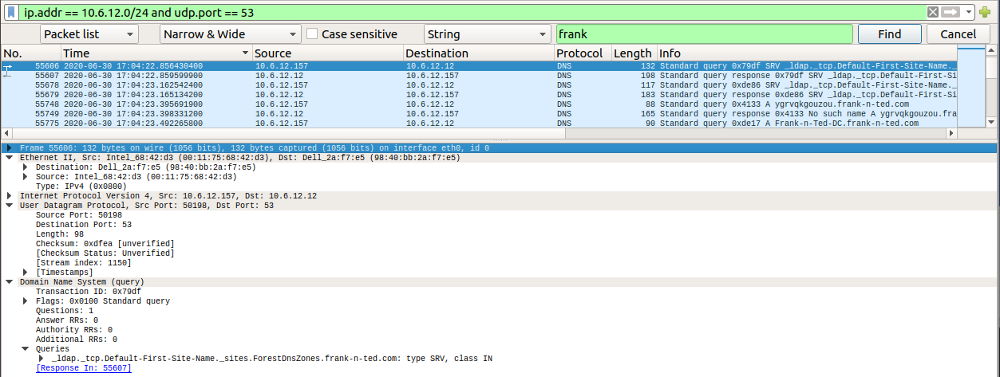 ip.addr == 10.6.12.0/24 and udp.port == 53
Packet list Narrow & Wide Case sensitive String frank Find Cancel
No. Time Source Destination Protocol Length Info
55606 2020-06-30 17:04:22.856430400 10.6.12.157 10.6.12.12 DNS 132 Standard query 0x79df SRV _ldap._tcp.Default-First-Site-Name._
55607 2020-06-30 17:04:22.859599900 10.6.12.12 10.6.12.157 DNS 198 Standard query response 0x79df SRV _ldap._tcp.Default-First-Si
55678 2020-06-30 17:04:23.162542400 10.6.12.157 10.6.12.12 DNS 117 Standard query 0xde86 SRV _ldap._tcp.Default-First-Site-Name._
55679 2020-06-30 17:04:23.165134200 10.6.12.12 10.6.12.157 DNS 183 Standard query response 0xde86 SRV _ldap._tcp.Default-First-Si
55748 2020-06-30 17:04:23.395691900 10.6.12.157 10.6.12.12 DNS 88 Standard query 0x4133 A ygrvqkgouzou.frank-n-ted.com
55749 2020-06-30 17:04:23.398331200 10.6.12.12 10.6.12.157 DNS 165 Standard query response 0x4133 No such name A ygrvqkgouzou.fra
55775 2020-06-30 17:04:23.492265800 10.6.12.157 10.6.12.12 DNS 90 Standard query 0xde17 A Frank-n-Ted-DC.frank-n-ted.com
Frame 55606: 132 bytes on wire (1056 bits), 132 bytes captured (1056 bits) on interface eth0, id 0
Ethernet II, Src: Intel_68:42:d3 (00:11:75:68:42:d3), Dst: Dell_2a:f7:e5 (98:40:bb:2a:f7:e5)
Destination: Dell_2a:f7:e5 (98:40:bb:2a:f7:e5)
Source: Intel_68:42:d3 (00:11:75:68:42:d3)
Type: IPv4 (0x0800)
Internet Protocol Version 4, Src: 10.6.12.157, Dst: 10.6.12.12
User Datagram Protocol, Src Port: 50198, Dst Port: 53
Source Port: 50198
Destination Port: 53
Length: 98
Checksum: 0xdfea [unverified]
[Checksum Status: Unverified]
[Stream index: 1150]
[Timestamps]
Domain Name System (query)
Transaction ID: 0x79df
Flags: 0x0100 Standard query
Questions: 1
Answer RRs: 0
Authority RRs: 0
Additional RRs: 0
Queries
_ldap._tcp.Default-First-Site-Name._sites.ForestDnsZones.frank-n-ted.com: type SRV, class IN
[Response In: 55607]